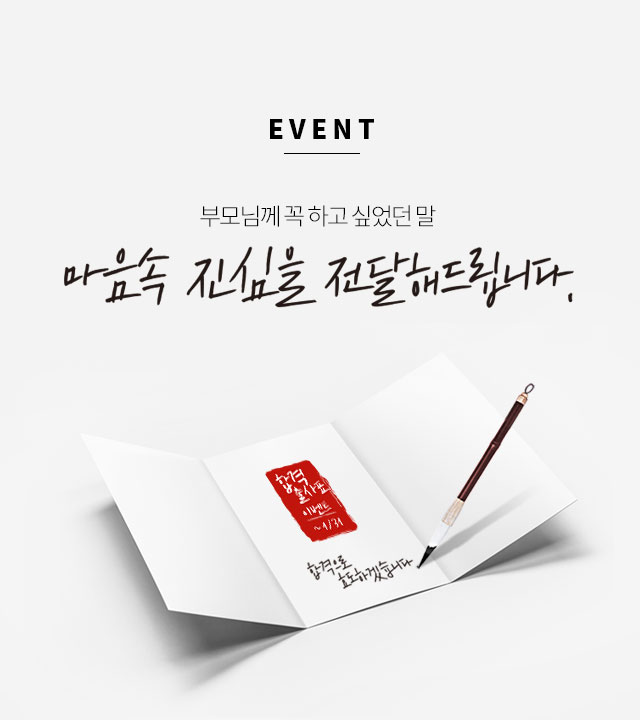 EVENT
부모님께 꼭 하고 싶었던 말
마음속 진심을 전달해드립니다.
합격
출사표
이벤트
~1/31
합격으로
효도하겠습니다